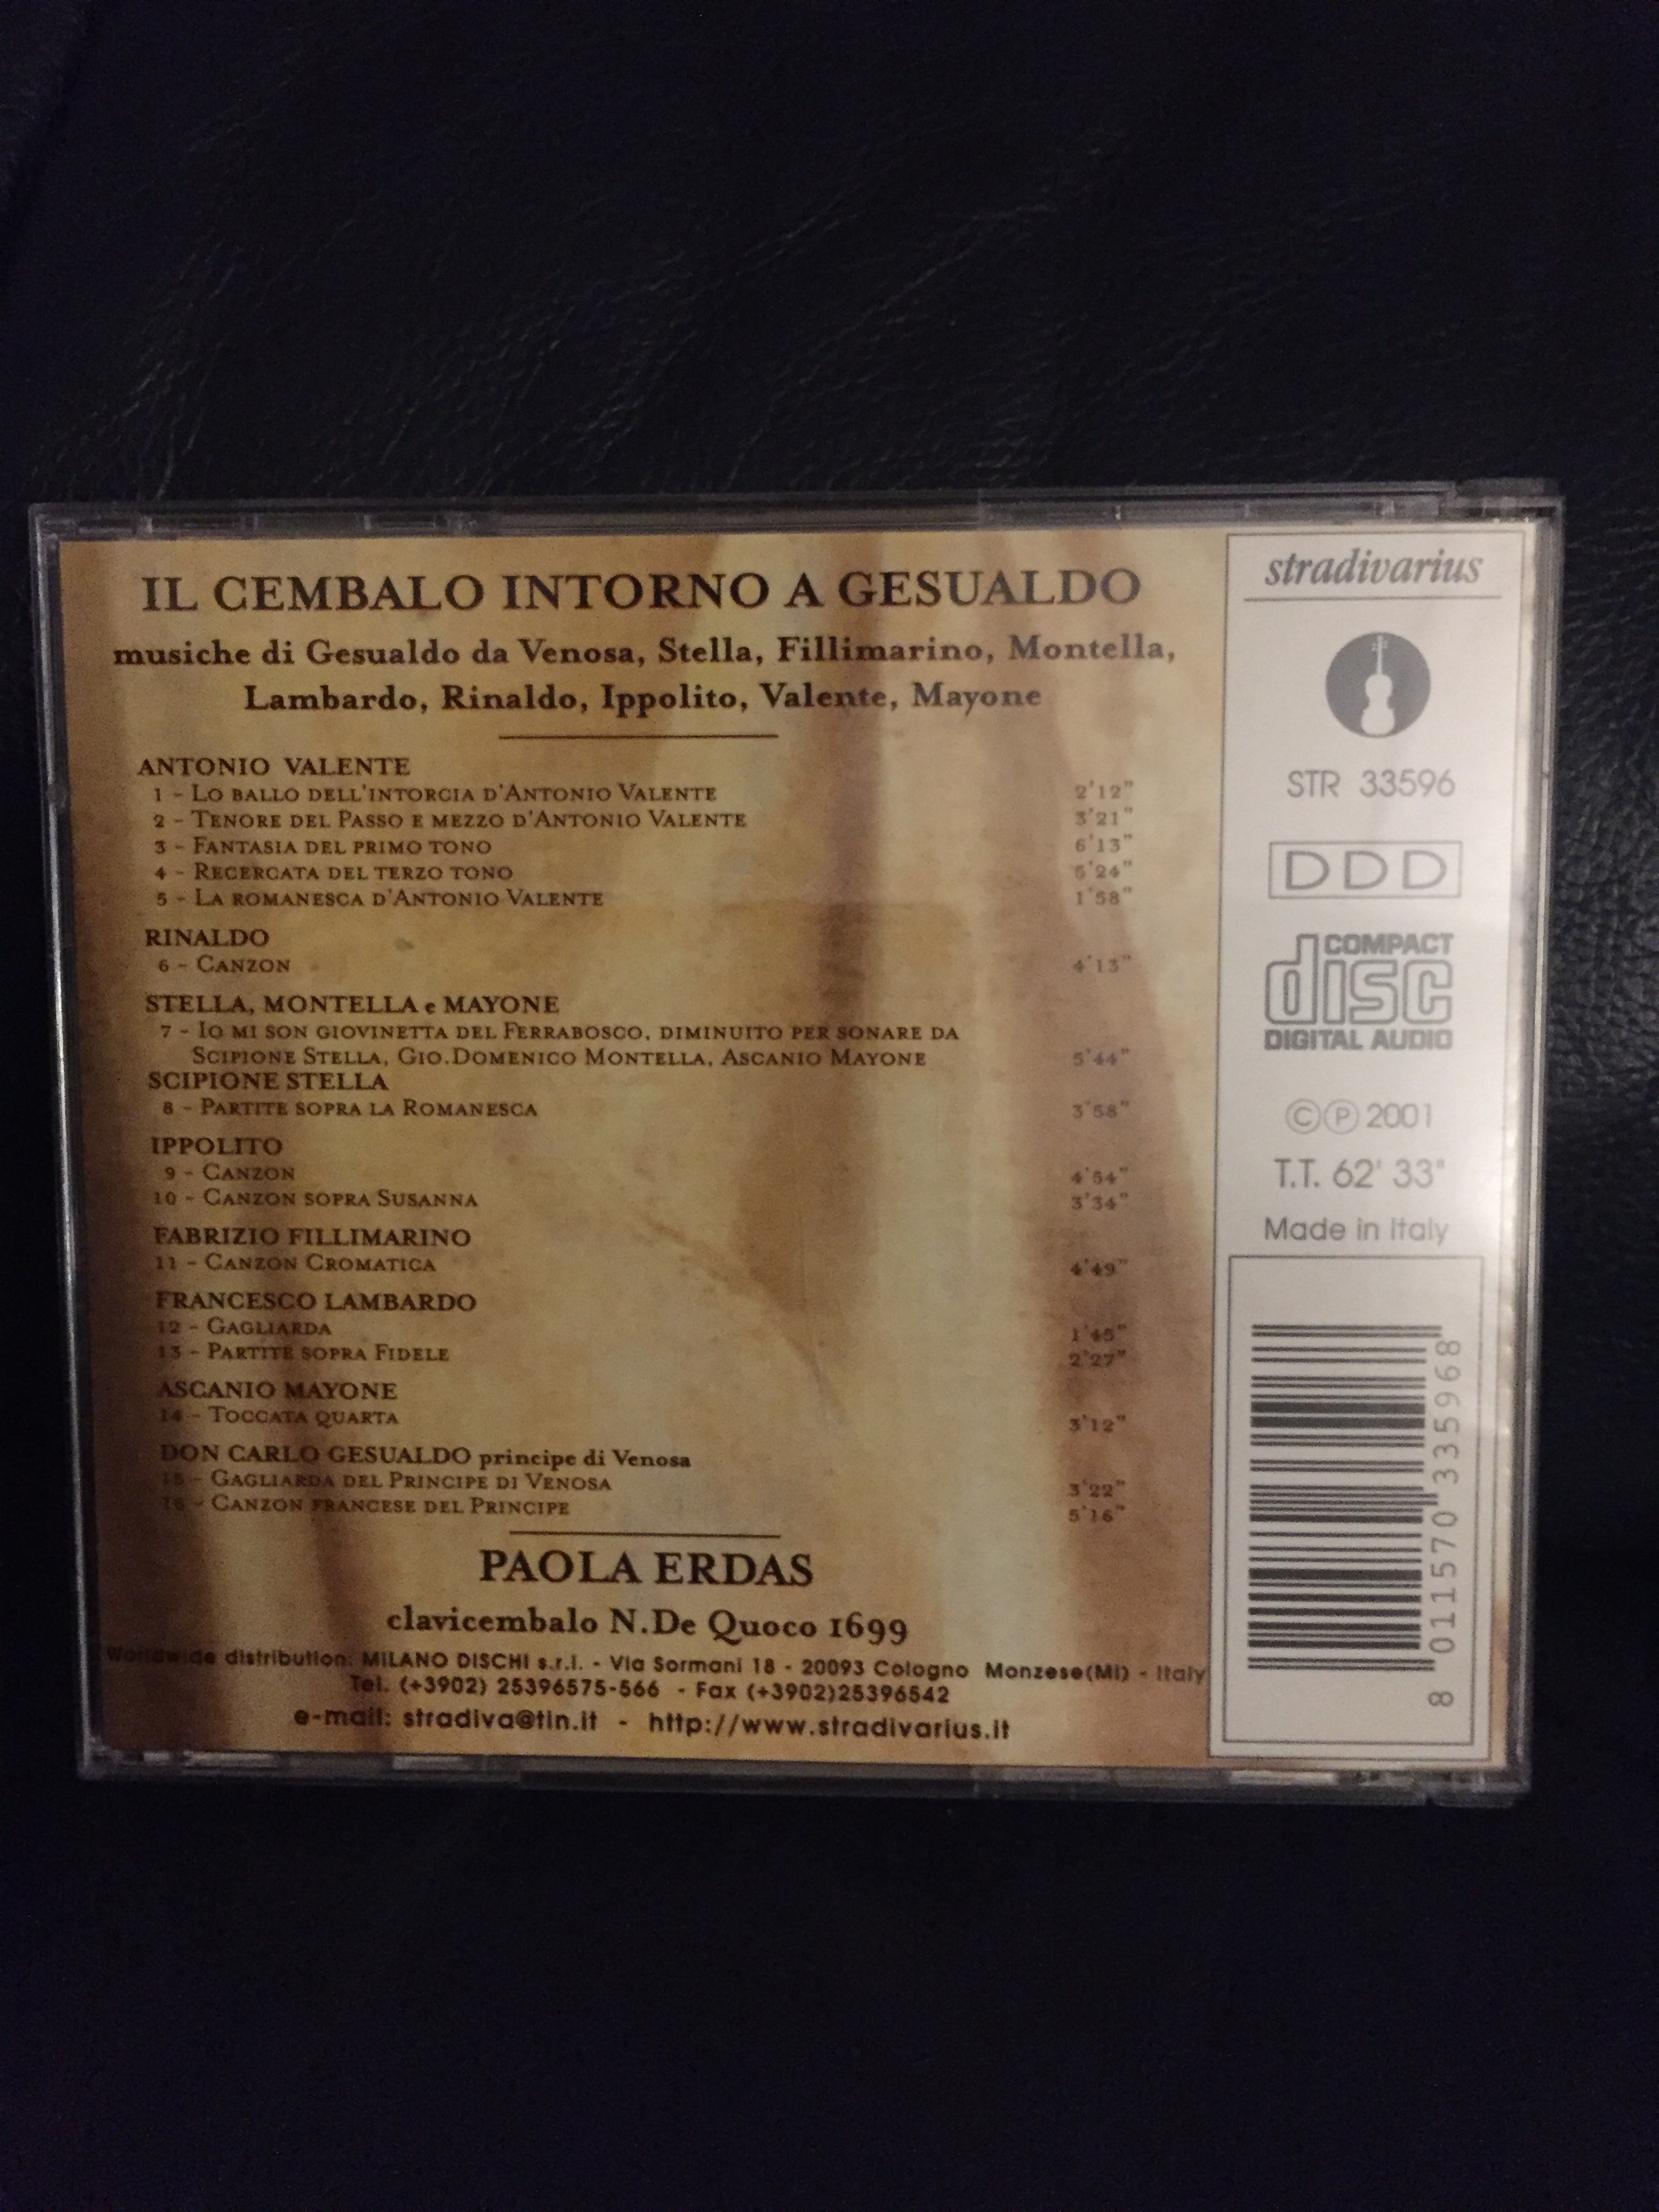 IL CEMBALO INTORNO A GESUALDO
musiche di Gesualdo da Venosa, Stella, Fillimarino, Montella,
Lambardo, Rinaldo, Ippolito, Valente, Mayone
ANTONIO VALENTE
1 - LO BALLO DELL'INTORCIA D'ANTONIO VALENTE 2'12"
2 - TENORE DEL PASSO E MEZZO D'ANTONIO VALENTE 3'21"
3 - FANTASIA DEL PRIMO TONO 6'13"
4 - RECERCATA DEL TERZO TONO 5'24"
5 - LA ROMANESCA D'ANTONIO VALENTE 1'58"
RINALDO
6 - CANZON 4'13"
STELLA, MONTELLA e MAYONE
7 - IO MI SON GIOVINETTA DEL FERRABOSCO, DIMINUITO PER SONARE DA
SCIPIONE STELLA, GIO.DOMENICO MONTELLA, ASCANIO MAYONE 5'44"
SCIPIONE STELLA
8 - PARTITE SOPRA LA ROMANESCA 3'58"
IPPOLITO
9 - CANZON 4'54"
10 - CANZON SOPRA SUSANNA 3'34"
FABRIZIO FILLIMARINO
11 - CANZON CROMATICA 4'49"
FRANCESCO LAMBARDO
12 - GAGLIARDA 1'45"
13 - PARTITE SOPRA FIDELE 2'27"
ASCANIO MAYONE
14 - TOCCATA QUARTA 3'12"
DON CARLO GESUALDO principe di Venosa
15 - GAGLIARDA DEL PRINCIPE DI VENOSA 3'22"
16 - CANZON FRANCESE DEL PRINCIPE 5'16"
PAOLA ERDAS
clavicembalo N.De Quoco 1699
Worldwide distribution: MILANO DISCHI s.r.l. - Via Sormani 18 - 20093 Cologno Monzese(MI) - Italy
Tel. (+3902) 25396575-566 - Fax (+3902)25396542
e-mail: stradiva@tin.it - http://www.stradivarius.it
stradivarius
STR 33596
DDD
COMPACT
disc
DIGITAL AUDIO
©℗ 2001
T.T. 62' 33"
Made in Italy
8 011570 335968